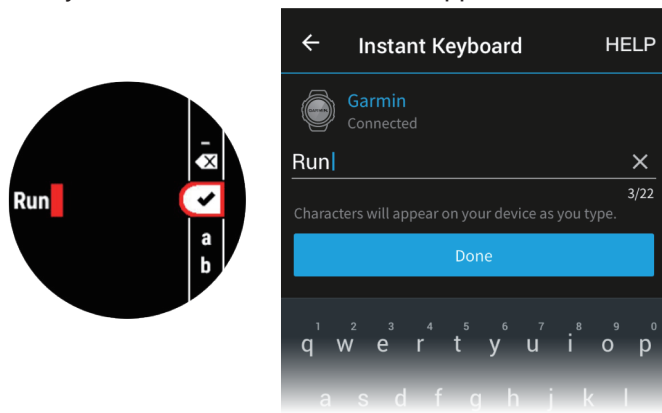 _
Run
a
b
Instant Keyboard HELP
Garmin
Connected
Run
3/22
Characters will appear on your device as you type.
Done
1 2 3 4 5 6 7 8 9 0
q w e r t y u i o p
a s d f g h j k l